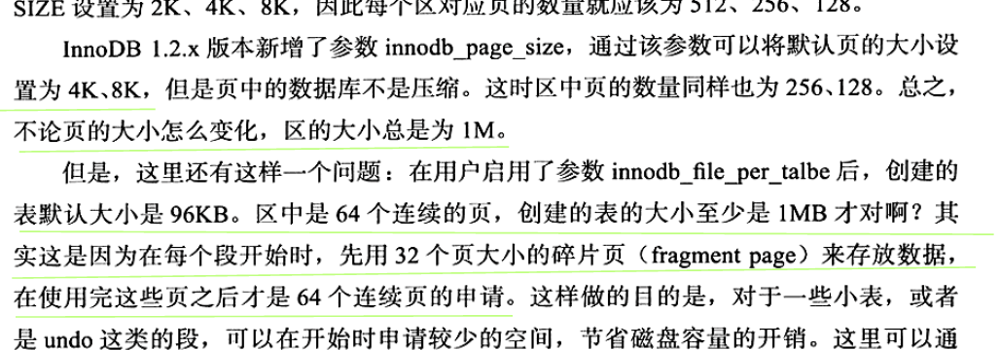 SIZE 设置为 2K、4K、8K，因此每个区对应页的数量就应该为 512、256、128。
InnoDB 1.2.x 版本新增了参数 innodb_page_size，通过该参数可以将默认页的大小设
置为 4K、8K，但是页中的数据库不是压缩。这时区中页的数量同样也为 256、128。总之，
不论页的大小怎么变化，区的大小总是为 1M。
但是，这里还有这样一个问题：在用户启用了参数 innodb_file_per_talbe 后，创建的
表默认大小是 96KB。区中是 64 个连续的页，创建的表的大小至少是 1MB 才对啊？其
实这是因为在每个段开始时，先用 32 个页大小的碎片页（fragment page）来存放数据，
在使用完这些页之后才是 64 个连续页的申请。这样做的目的是，对于一些小表，或者
是 undo 这类的段，可以在开始时申请较少的空间，节省磁盘容量的开销。这里可以通